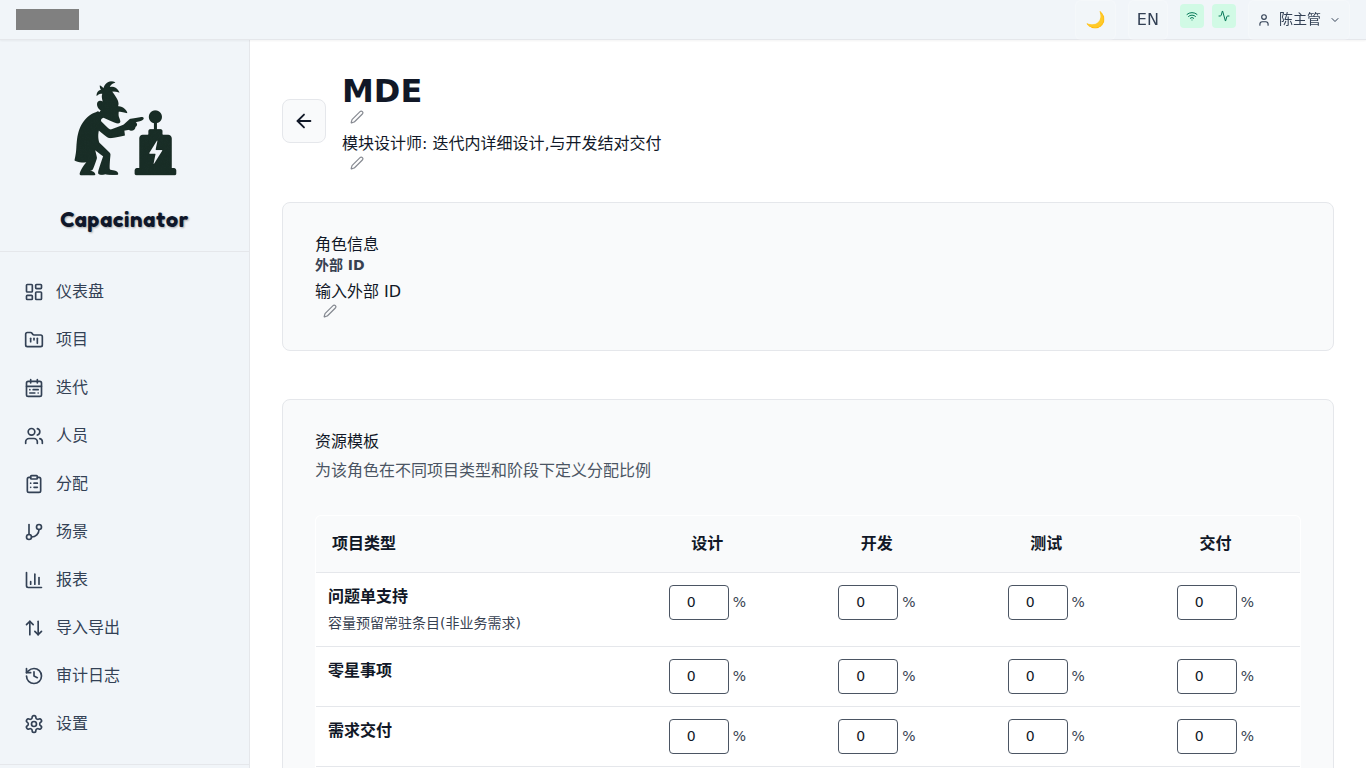 EN
陈主管
Capacinator
仪表盘
项目
迭代
人员
分配
场景
报表
导入导出
审计日志
设置
MDE
模块设计师: 迭代内详细设计,与开发结对交付
角色信息
外部 ID
输入外部 ID
资源模板
为该角色在不同项目类型和阶段下定义分配比例
项目类型 设计 开发 测试 交付
问题单支持 0 % 0 % 0 % 0 %
容量预留常驻条目(非业务需求)
零星事项 0 % 0 % 0 % 0 %
需求交付 0 % 0 % 0 % 0 %